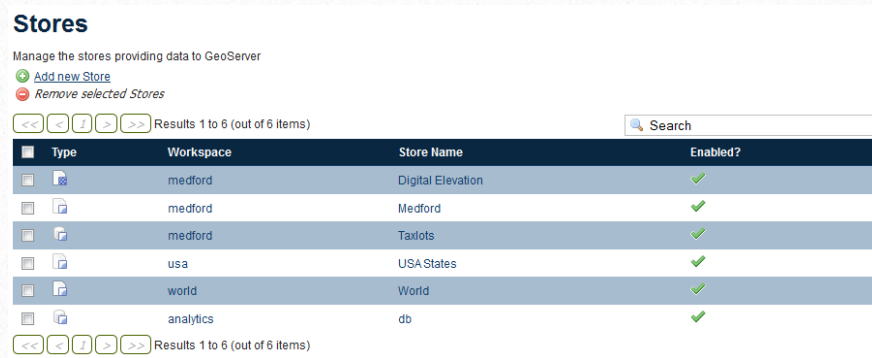 Stores
Manage the stores providing data to GeoServer
Add new Store
Remove selected Stores
<< < 1 > >> Results 1 to 6 (out of 6 items) Search
Type Workspace Store Name Enabled?
medford Digital Elevation
medford Medford
medford Taxlots
usa USA States
world World
analytics db
<< < 1 > >> Results 1 to 6 (out of 6 items)